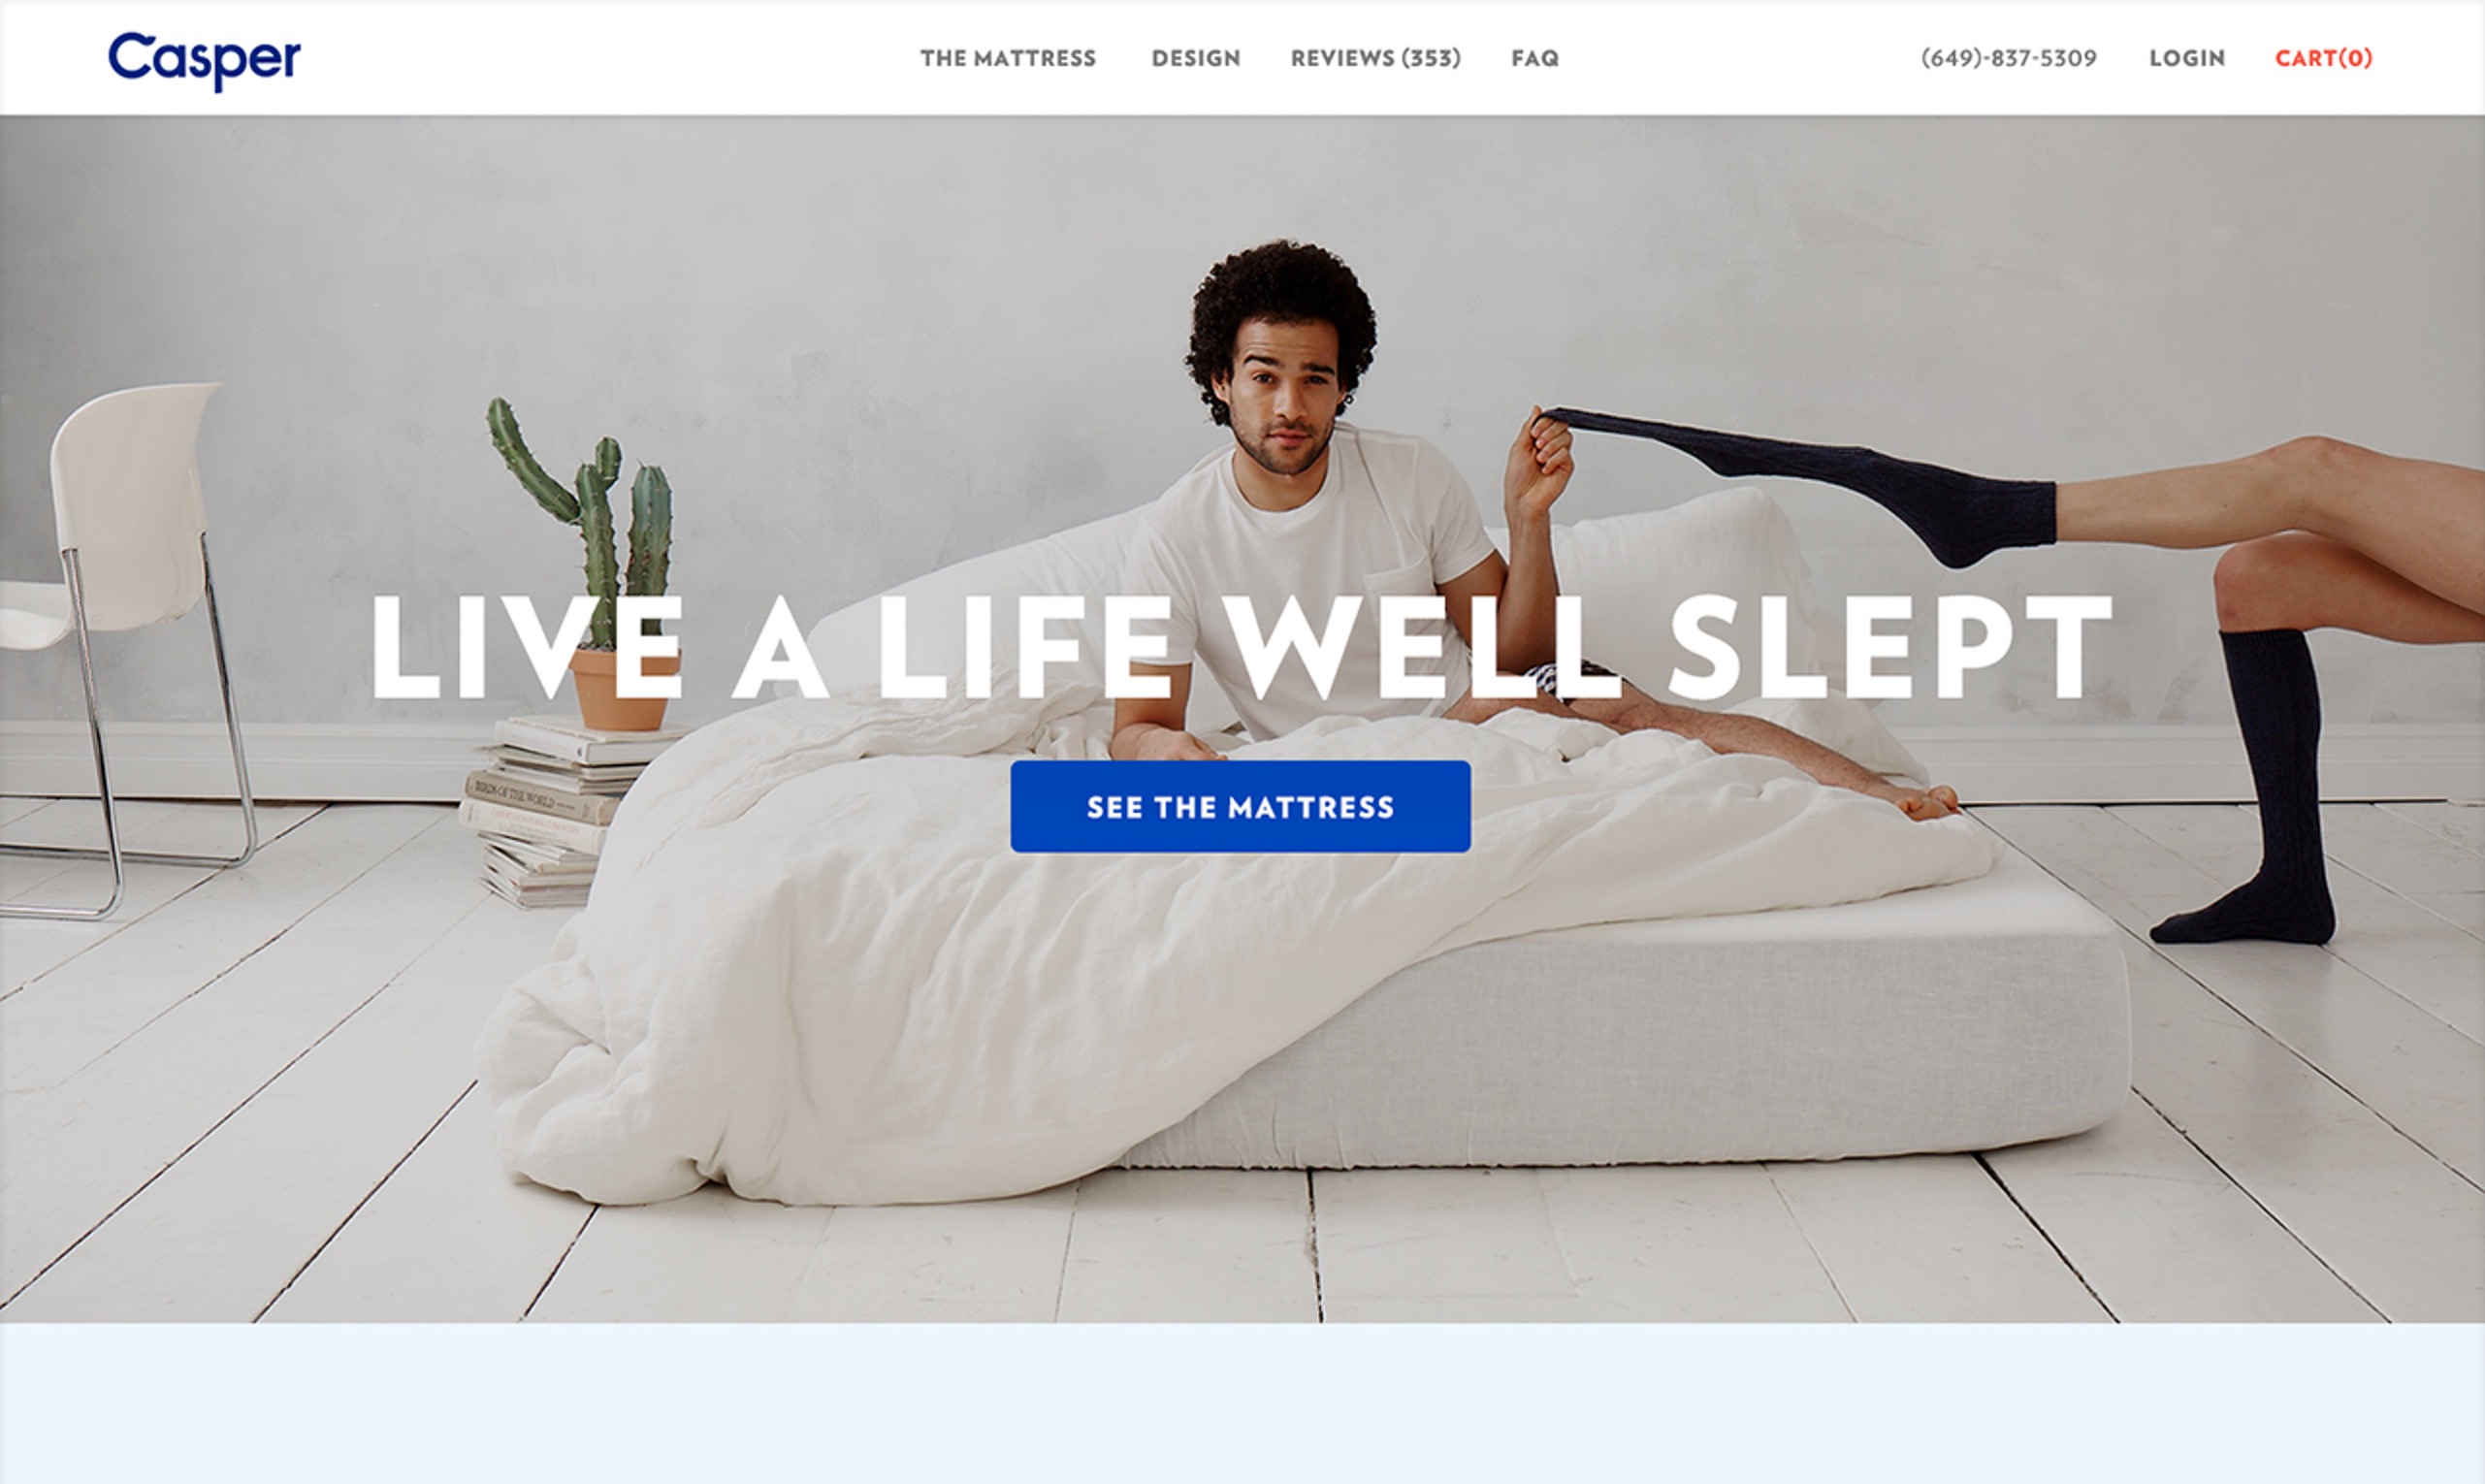 Casper
THE MATTRESS
DESIGN
REVIEWS (353)
FAQ
(649)-837-5309
LOGIN
CART(0)
LIVE A LIFE WELL SLEPT
BIRDS OF THE WORLD
SEE THE MATTRESS